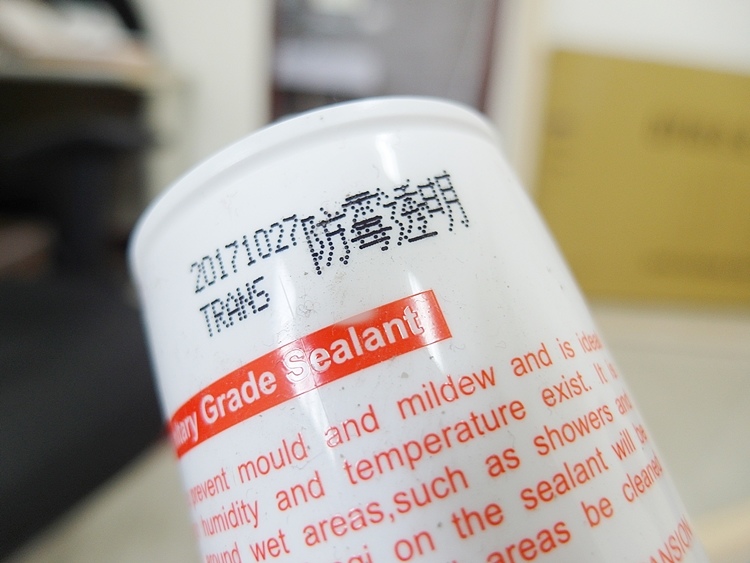 20171027防霉透明
TRANS
Grade Sealant
prevent mould and mildew and is
humidity and temperature exist. It is
wet areas,such as showers and
on the sealant will be
areas be